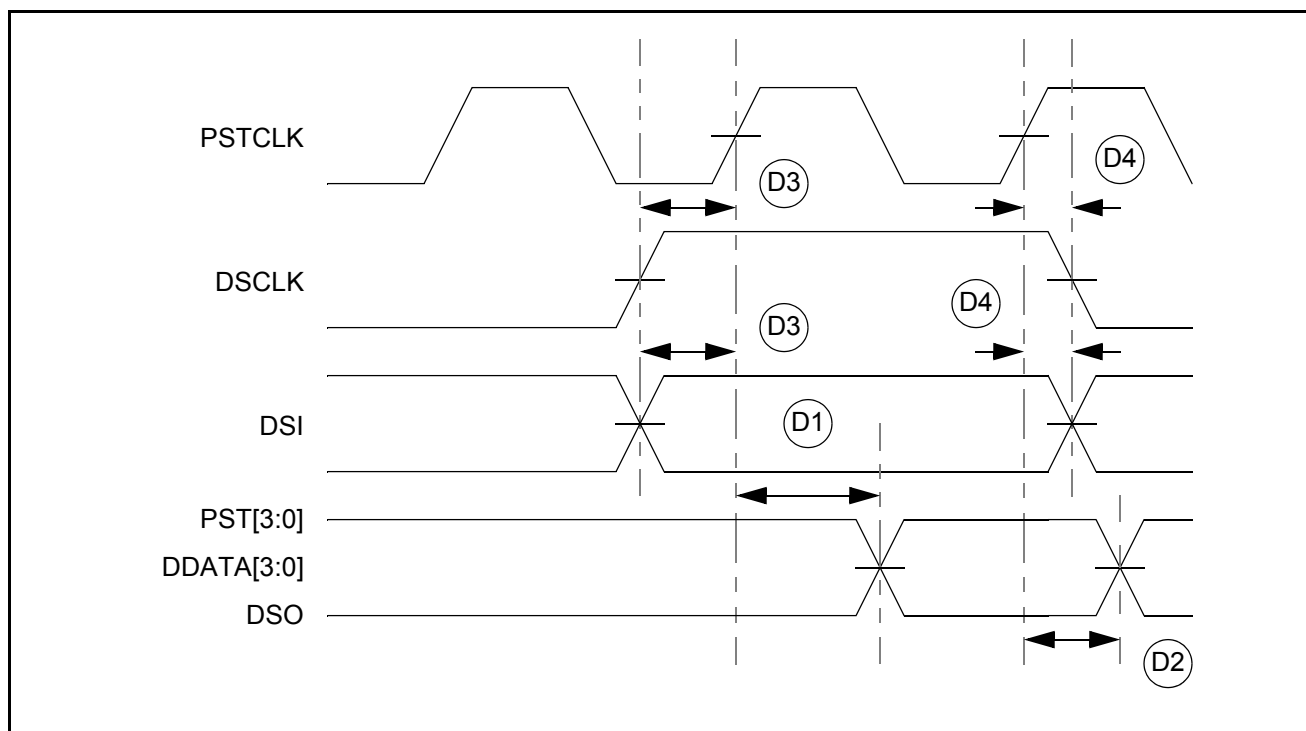 PSTCLK
D4
D3
DSCLK
D4
D3
DSI
D1
PST[3:0]
DDATA[3:0]
DSO
D2